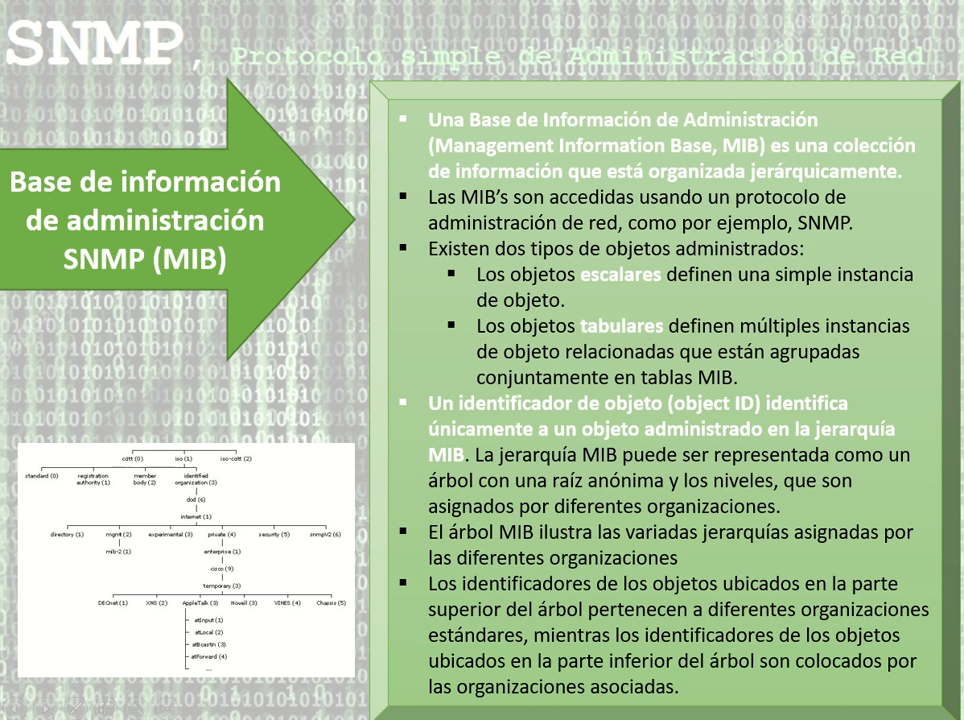 SNMP, Protocolo simple de Administración de Red
Base de información
de administración
SNMP (MIB)
▪ Una Base de Información de Administración
(Management Information Base, MIB) es una colección
de información que está organizada jerárquicamente.
▪ Las MIB’s son accedidas usando un protocolo de
administración de red, como por ejemplo, SNMP.
▪ Existen dos tipos de objetos administrados:
▪ Los objetos escalares definen una simple instancia
de objeto.
▪ Los objetos tabulares definen múltiples instancias
de objeto relacionadas que están agrupadas
conjuntamente en tablas MIB.
▪ Un identificador de objeto (object ID) identifica
únicamente a un objeto administrado en la jerarquía
MIB. La jerarquía MIB puede ser representada como un
árbol con una raíz anónima y los niveles, que son
asignados por diferentes organizaciones.
▪ El árbol MIB ilustra las variadas jerarquías asignadas por
las diferentes organizaciones
▪ Los identificadores de los objetos ubicados en la parte
superior del árbol pertenecen a diferentes organizaciones
estándares, mientras los identificadores de los objetos
ubicados en la parte inferior del árbol son colocados por
las organizaciones asociadas.
ccitt (0) iso (1) iso-ccitt (2)
standard (0) registration member identified
authority (1) body (2) organization (3)
dod (6)
internet (1)
directory (1) mgmt (2) experimental (3) private (4) security (5) snmpV2 (6)
mib-2 (1) enterprise (1)
cisco (9)
temporary (3)
DECnet (1) XNS (2) AppleTalk (3) Novell (3) VINES (4) Chassis (5)
atInput (1)
atLocal (2)
atBcastin (3)
atForward (4)
...